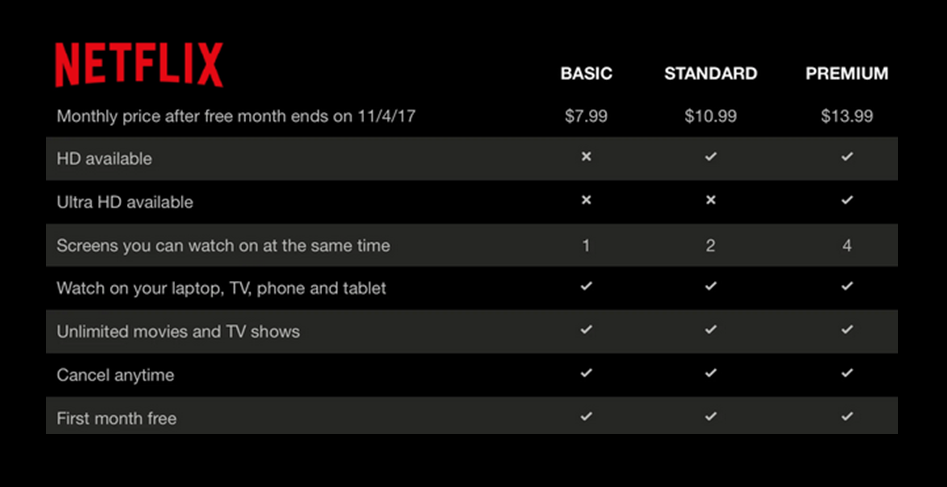 NETFLIX
BASIC STANDARD PREMIUM
Monthly price after free month ends on 11/4/17 $7.99 $10.99 $13.99
HD available × ✓ ✓
Ultra HD available × × ✓
Screens you can watch on at the same time 1 2 4
Watch on your laptop, TV, phone and tablet ✓ ✓ ✓
Unlimited movies and TV shows ✓ ✓ ✓
Cancel anytime ✓ ✓ ✓
First month free ✓ ✓ ✓